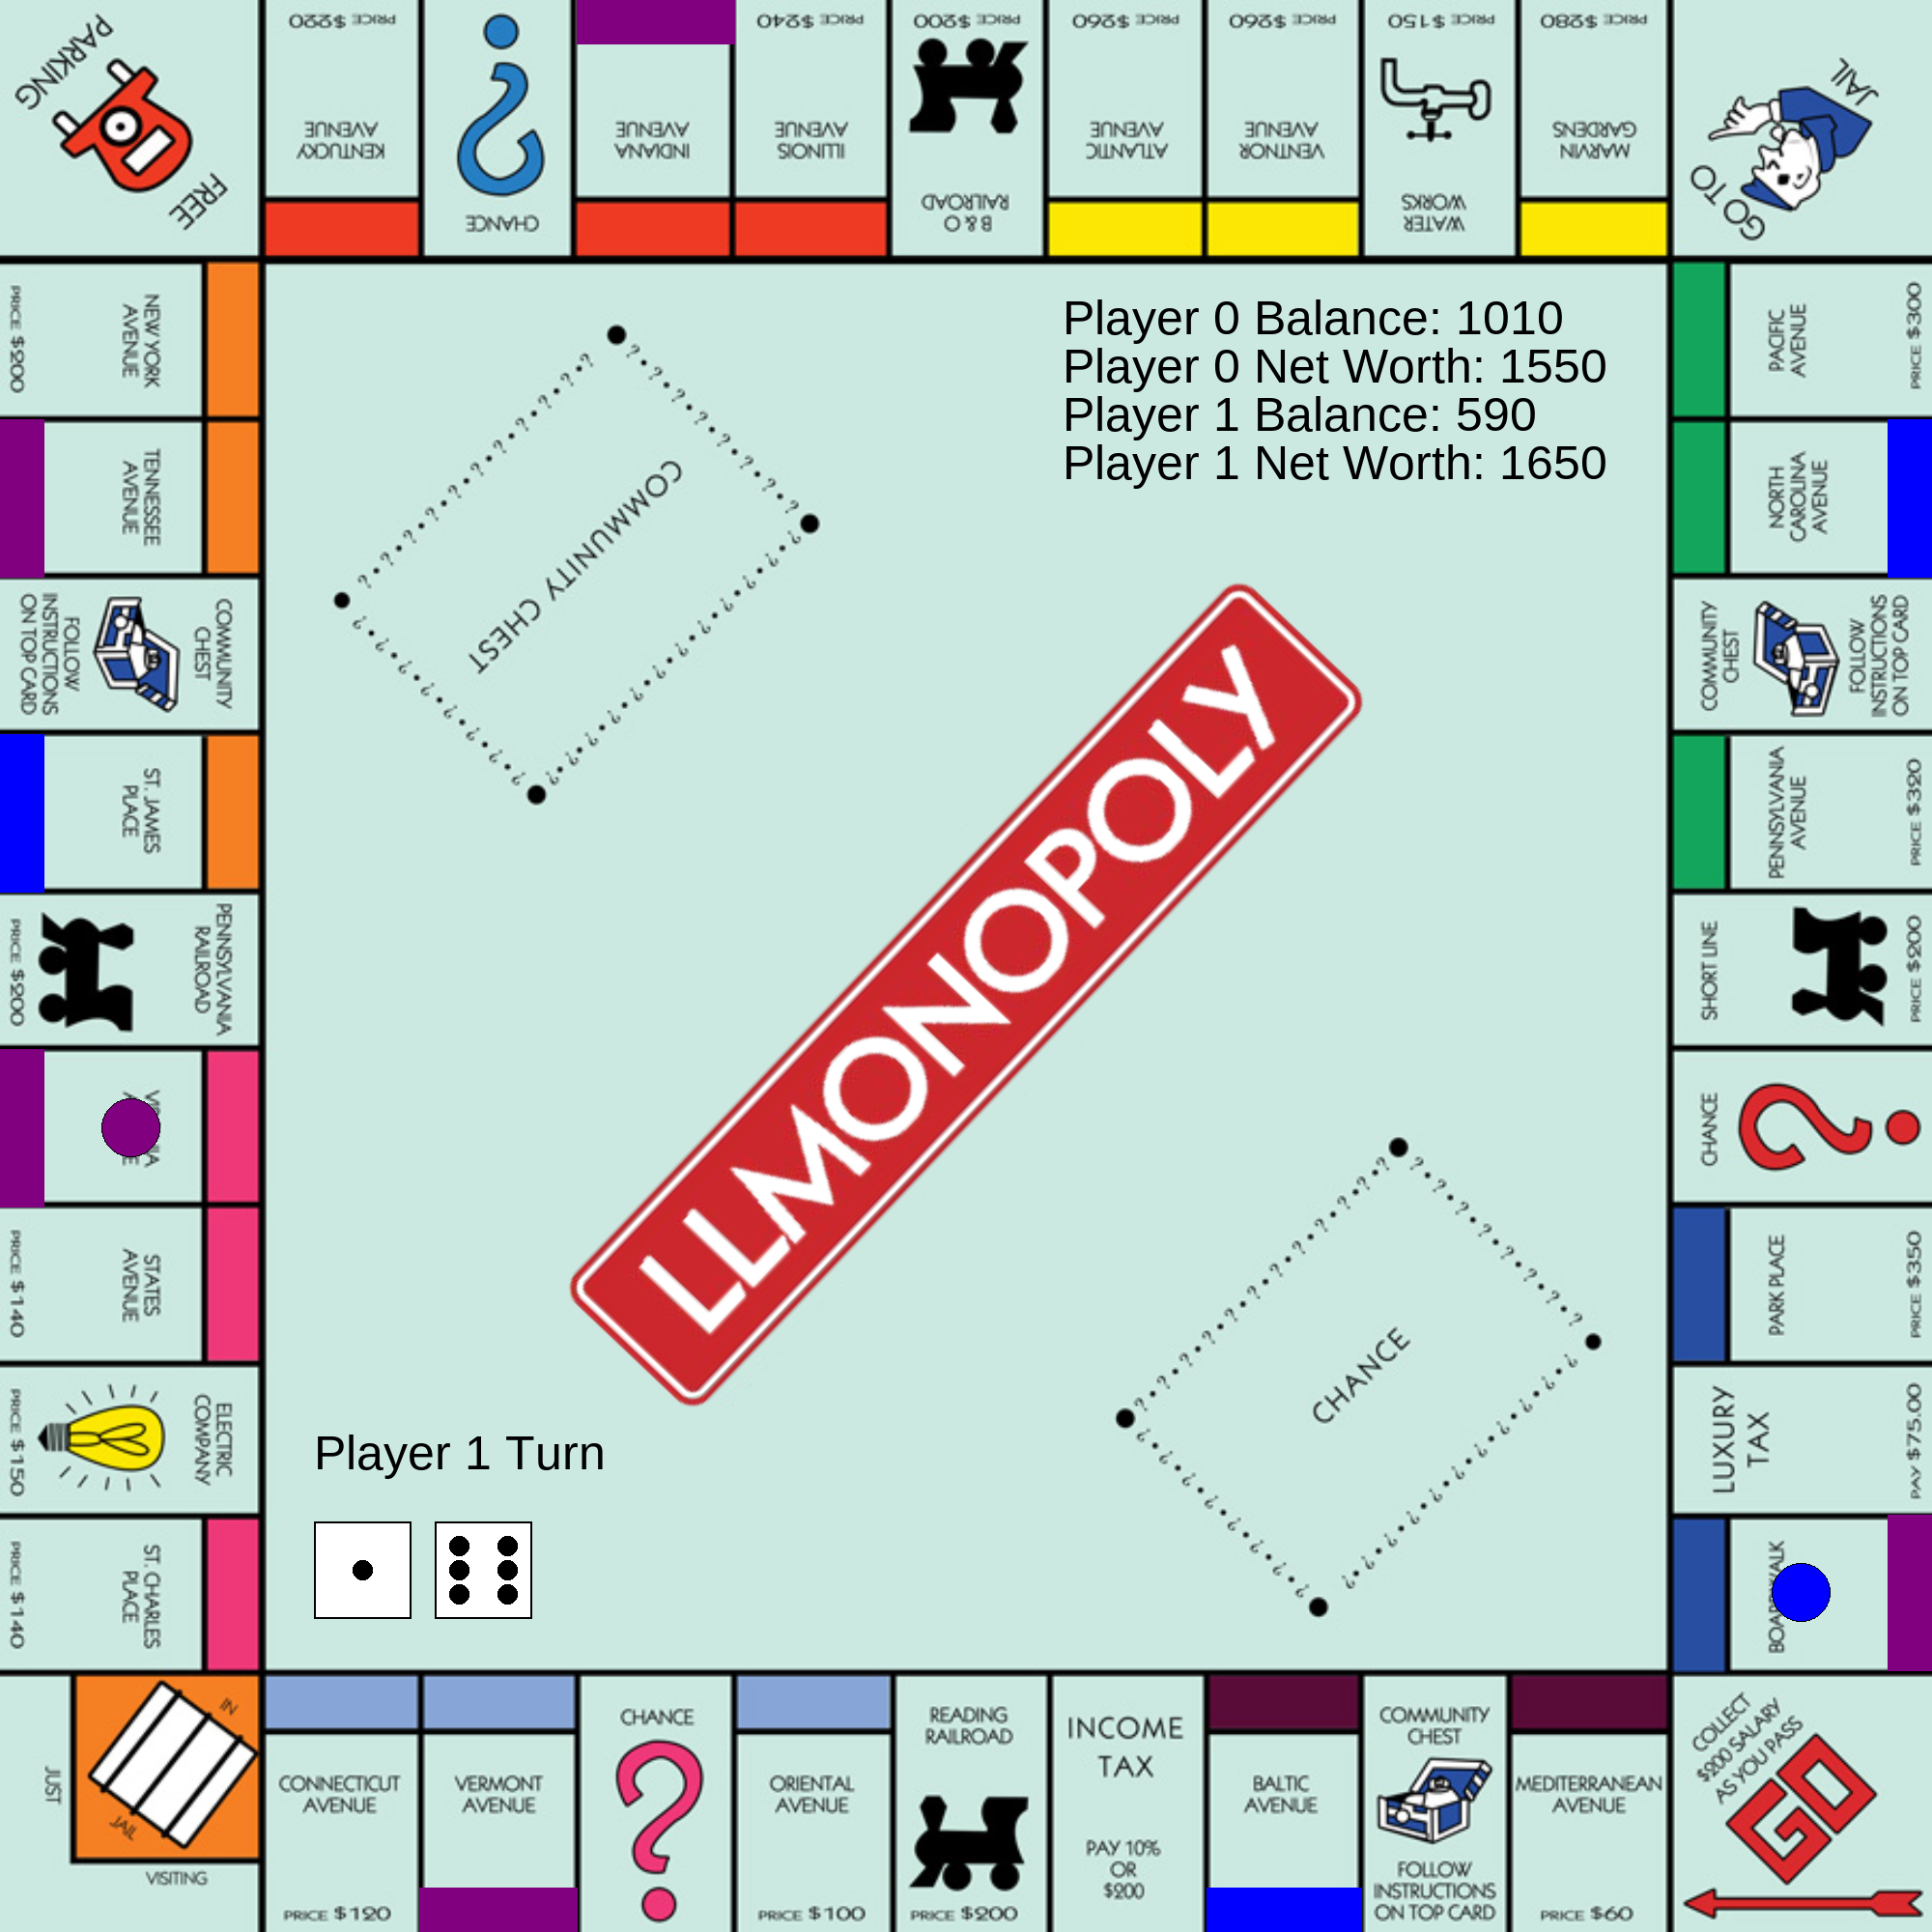 PARKING
FREE
PRICE $220
KENTUCKY
AVENUE
CHANCE
INDIANA
AVENUE
PRICE $240
ILLINOIS
AVENUE
PRICE $200
B & O
RAILROAD
PRICE $260
ATLANTIC
AVENUE
PRICE $260
VENTNOR
AVENUE
PRICE $150
WATER
WORKS
PRICE $280
MARVIN
GARDENS
GO TO
JAIL
NEW YORK
AVENUE
PRICE $200
TENNESSEE
AVENUE
COMMUNITY
CHEST
FOLLOW
INSTRUCTIONS
ON TOP CARD
ST. JAMES
PLACE
PENNSYLVANIA
RAILROAD
PRICE $200
STATES
AVENUE
PRICE $140
ELECTRIC
COMPANY
PRICE $150
ST. CHARLES
PLACE
PRICE $140
Player 0 Balance: 1010
Player 0 Net Worth: 1550
Player 1 Balance: 590
Player 1 Net Worth: 1650
COMMUNITY CHEST
LLMONOPOLY
CHANCE
Player 1 Turn
PACIFIC
AVENUE
PRICE $300
NORTH
CAROLINA
AVENUE
COMMUNITY
CHEST
FOLLOW
INSTRUCTIONS
ON TOP CARD
PENNSYLVANIA
AVENUE
PRICE $320
SHORT LINE
PRICE $200
CHANCE
PARK PLACE
PRICE $350
LUXURY
TAX
PAY $75.00
IN
JAIL
JUST
VISITING
CONNECTICUT
AVENUE
PRICE $120
VERMONT
AVENUE
CHANCE
ORIENTAL
AVENUE
PRICE $100
READING
RAILROAD
PRICE $200
INCOME
TAX
PAY 10%
OR
$200
BALTIC
AVENUE
COMMUNITY
CHEST
FOLLOW
INSTRUCTIONS
ON TOP CARD
MEDITERRANEAN
AVENUE
PRICE $60
COLLECT
$200 SALARY
AS YOU PASS
GO